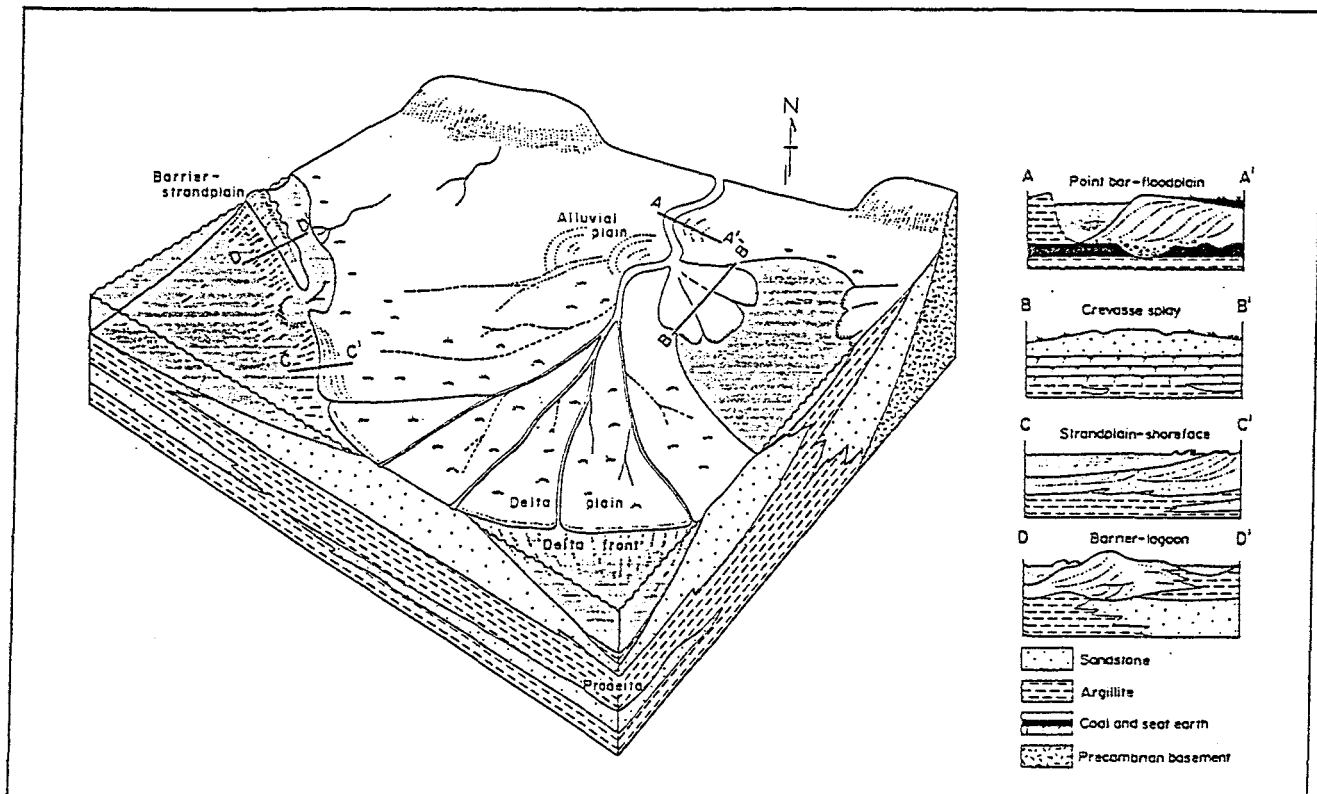 N
Barrier-
strandplain
D
D'
Alluvial
plain
A
A'
B'
B
C
C'
Delta plain
Delta front
Prodelta
A A'
Point bar-floodplain
B B'
Crevasse splay
C C'
Strandplain-shoreface
D D'
Barrier-lagoon
Sandstone
Argillite
Coal and seat earth
Precambrian basement